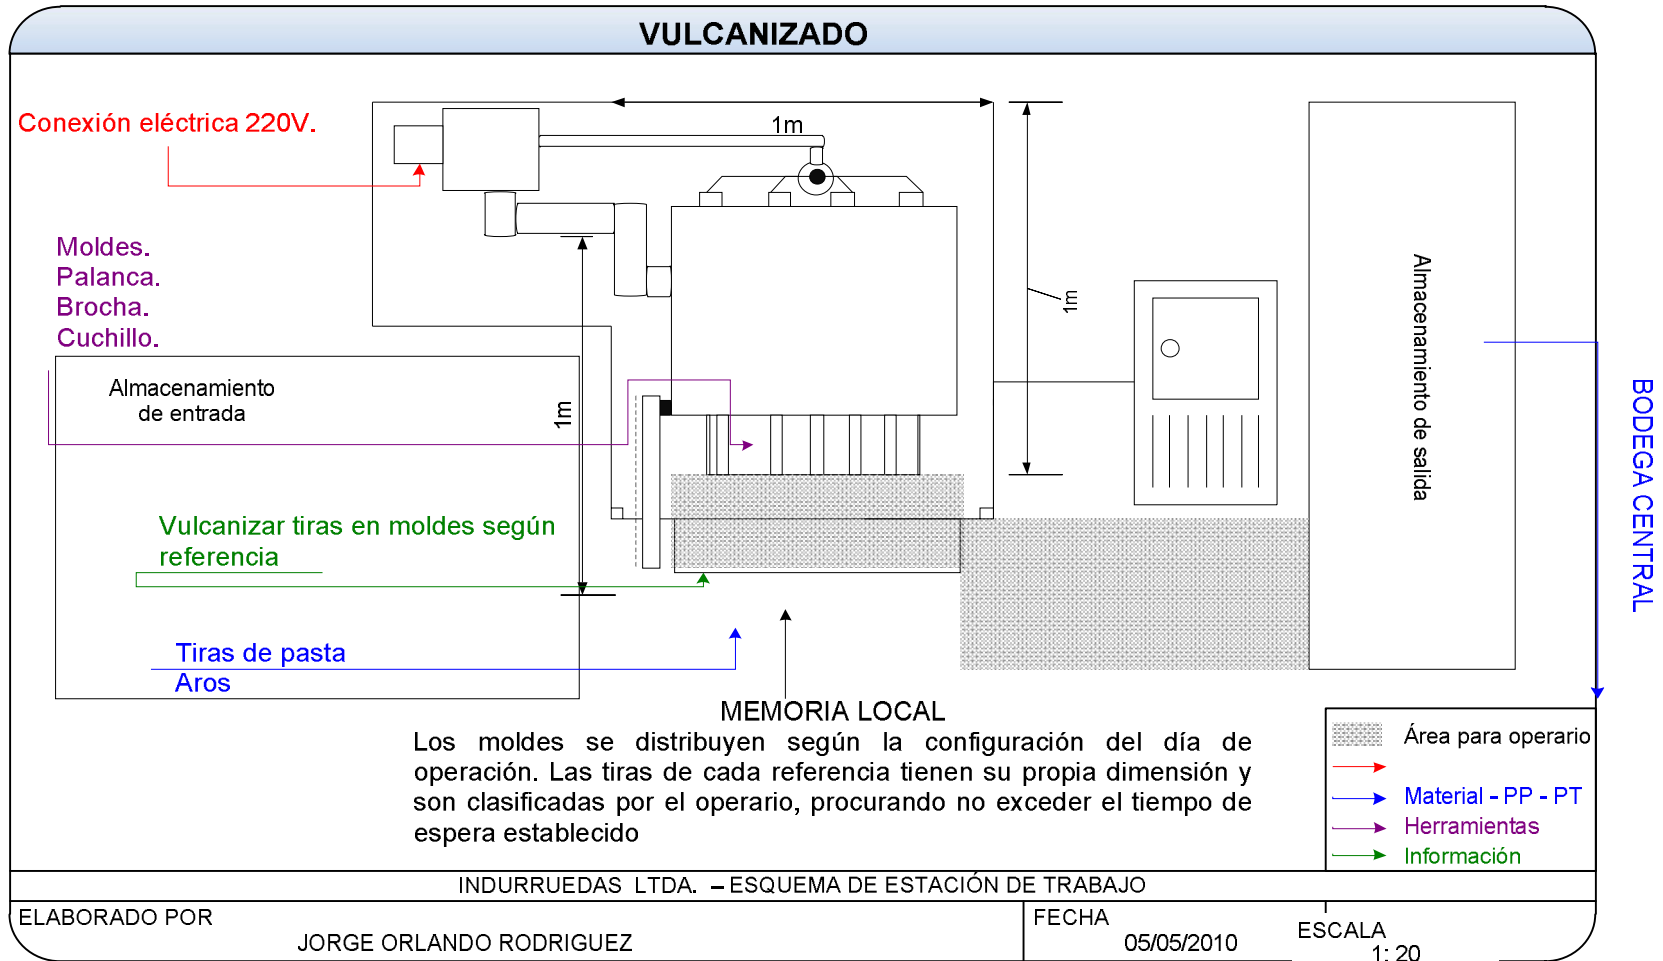 VULCANIZADO
Conexión eléctrica 220V.
1m
Moldes.
Palanca.
Brocha.
Cuchillo.
1m
Almacenamiento
de entrada
1m
Almacenamiento de salida
BODEGA CENTRAL
Vulcanizar tiras en moldes según
referencia
Tiras de pasta
Aros
MEMORIA LOCAL
Los moldes se distribuyen según la configuración del día de
operación. Las tiras de cada referencia tienen su propia dimensión y
son clasificadas por el operario, procurando no exceder el tiempo de
espera establecido
Área para operario
Material - PP - PT
Herramientas
Información
INDURRUEDAS LTDA. – ESQUEMA DE ESTACIÓN DE TRABAJO
ELABORADO POR
JORGE ORLANDO RODRIGUEZ
FECHA
05/05/2010
ESCALA
1: 20